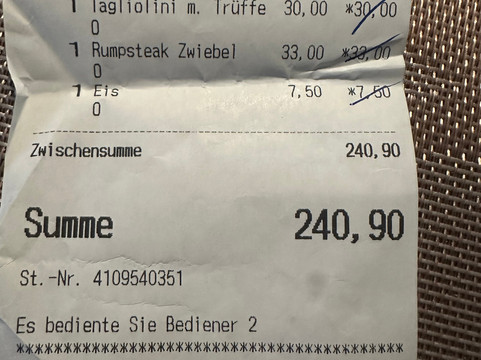 1 Tagliolini m. Trüffe 30,00 *30,00
0
1 Rumpsteak Zwiebel 33,00 *33,00
0
1 Eis 7,50 *7,50
0
Zwischensumme 240,90
Summe 240,90
St.-Nr. 4109540351
Es bediente Sie Bediener 2
****************************************